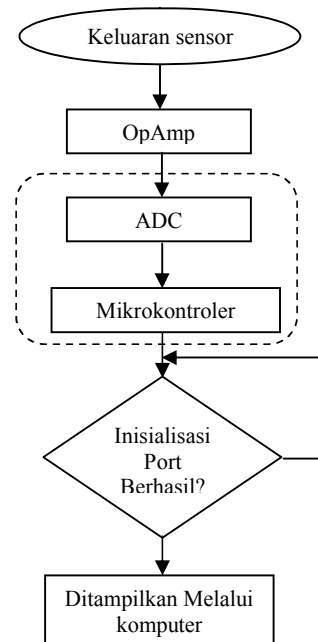 Keluaran sensor
OpAmp
ADC
Mikrokontroler
Inisialisasi
Port
Berhasil?
Ditampilkan Melalui
komputer